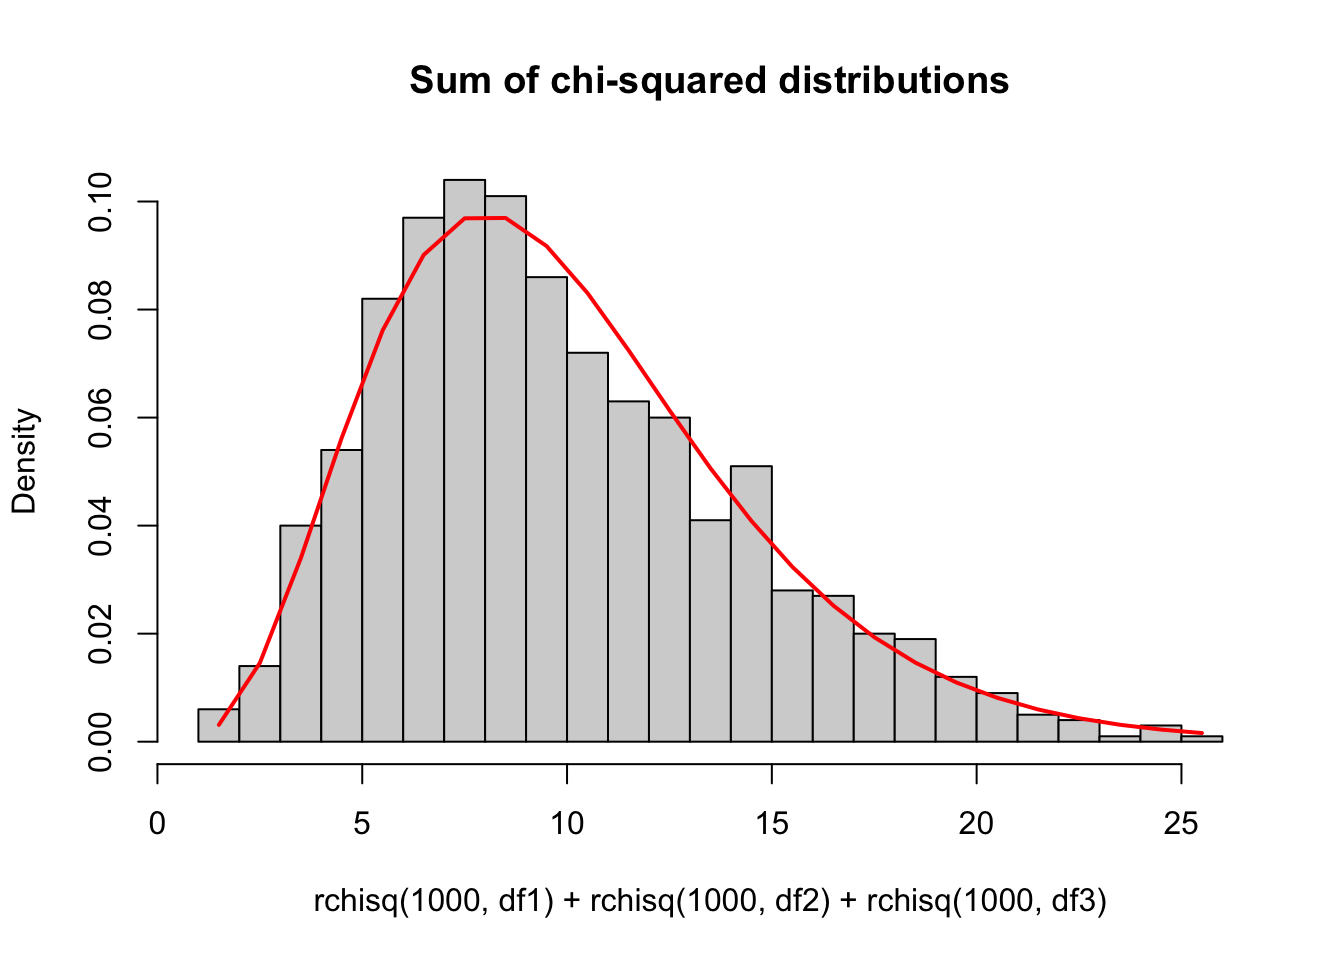 Sum of chi-squared distributions
Density
0.10
0.08
0.06
0.04
0.02
0.00
0 5 10 15 20 25
rchisq(1000, df1) + rchisq(1000, df2) + rchisq(1000, df3)